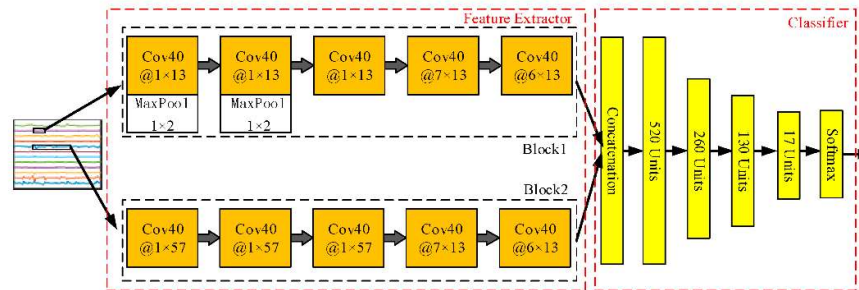 Feature Extractor
Classifier
Cov40
@1×13
Cov40
@1×13
Cov40
@1×13
Cov40
@7×13
Cov40
@6×13
MaxPool
1×2
MaxPool
1×2
Block1
Block2
Cov40
@1×57
Cov40
@1×57
Cov40
@1×57
Cov40
@7×13
Cov40
@6×13
Concatenation
520 Units
260 Units
130 Units
17 Units
Softmax